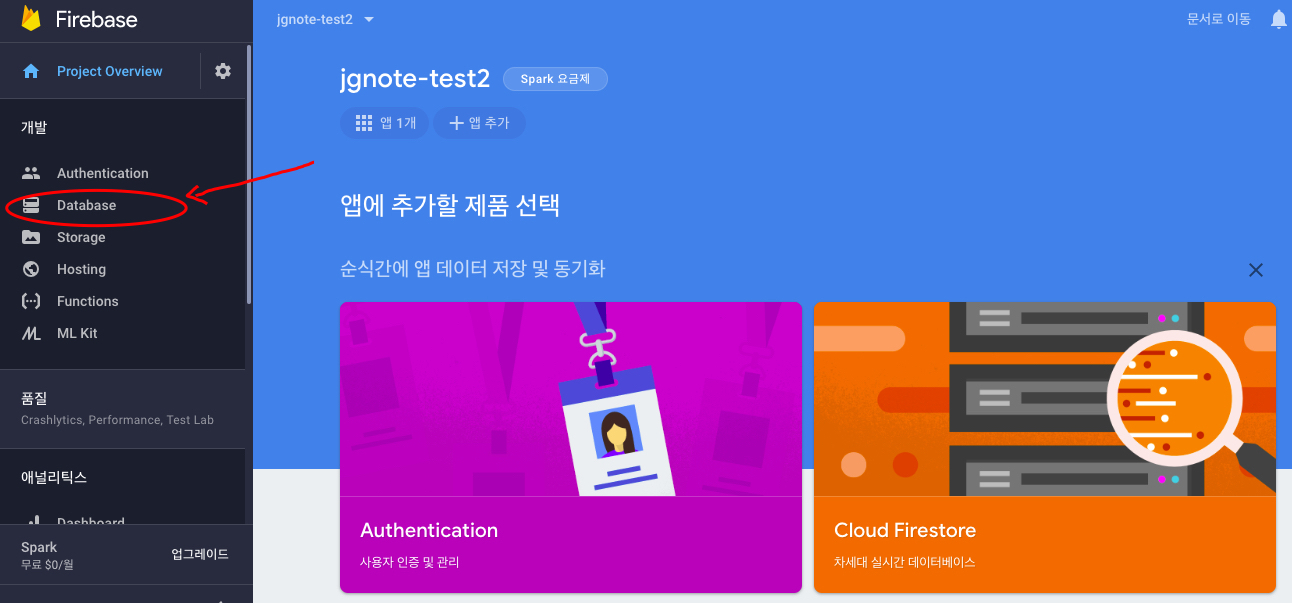 Firebase
jgnote-test2
문서로 이동
Project Overview
jgnote-test2
Spark 요금제
앱 1개
앱 추가
개발
Authentication
Database
Storage
Hosting
Functions
ML Kit
앱에 추가할 제품 선택
순식간에 앱 데이터 저장 및 동기화
품질
Crashlytics, Performance, Test Lab
애널리틱스
Dashboard
Spark
무료 $0/월
업그레이드
Authentication
사용자 인증 및 관리
Cloud Firestore
차세대 실시간 데이터베이스